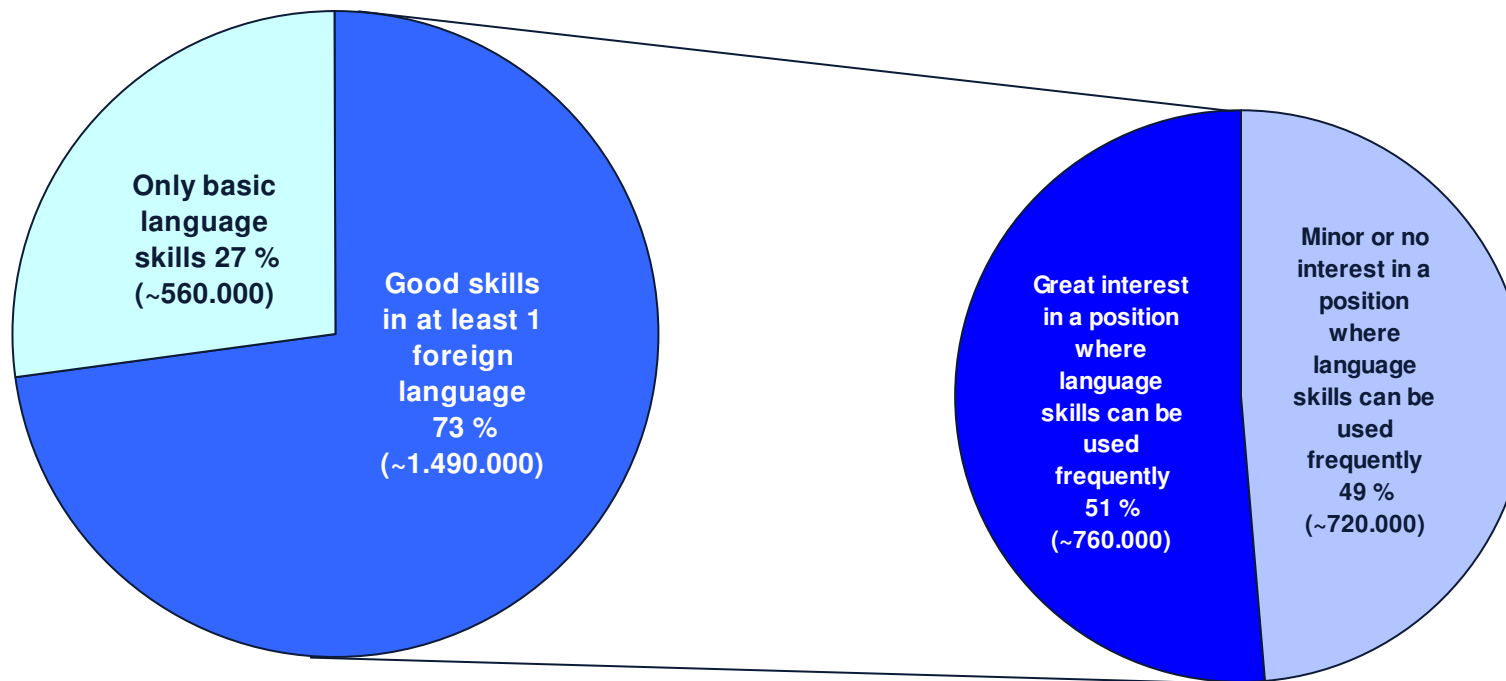 Only basic
language
skills 27 %
(~560.000)
Good skills
in at least 1
foreign
language
73 %
(~1.490.000)
Great interest
in a position
where
language
skills can be
used
frequently
51 %
(~760.000)
Minor or no
interest in a
position
where
language
skills can be
used
frequently
49 %
(~720.000)